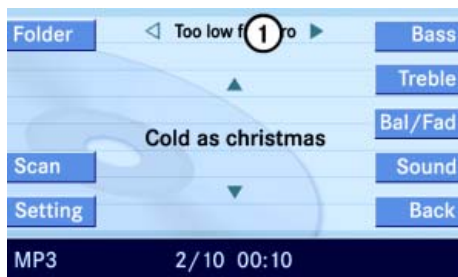 Folder
Too low f 1 ro
Bass
Treble
Cold as christmas
Bal/Fad
Scan
Sound
Setting
Back
MP3 2/10 00:10